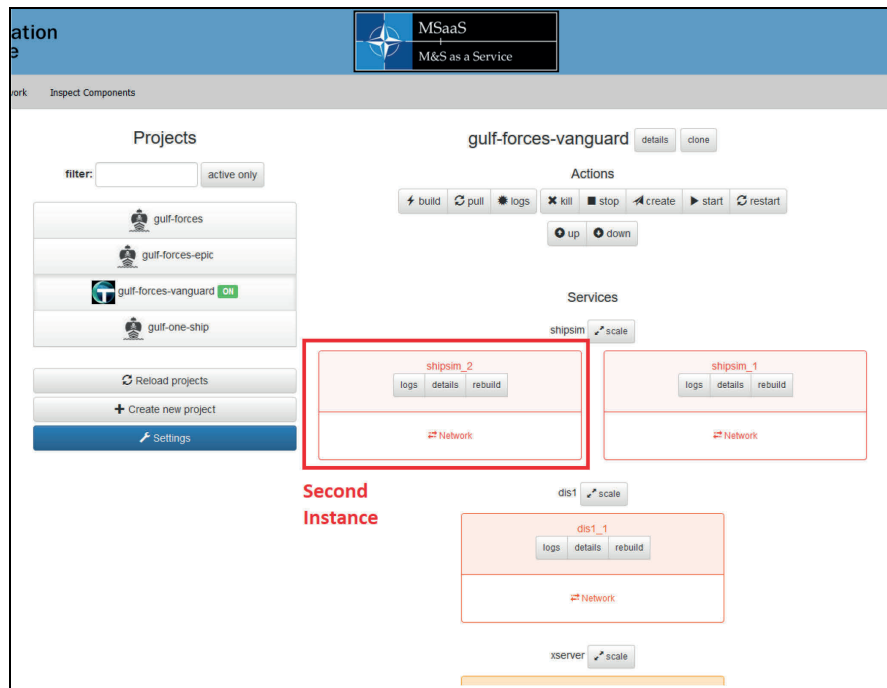 ation
e
MSaaS
M&S as a Service
work Inspect Components
Projects
filter: active only
gulf-forces
gulf-forces-epic
gulf-forces-vanguard ON
gulf-one-ship
Reload projects
Create new project
Settings
gulf-forces-vanguard details clone
Actions
build pull logs kill stop create start restart
up down
Services
shipsim scale
shipsim_2
logs details rebuild
Network
shipsim_1
logs details rebuild
Network
Second
Instance
dis1 scale
dis1_1
logs details rebuild
Network
xserver scale